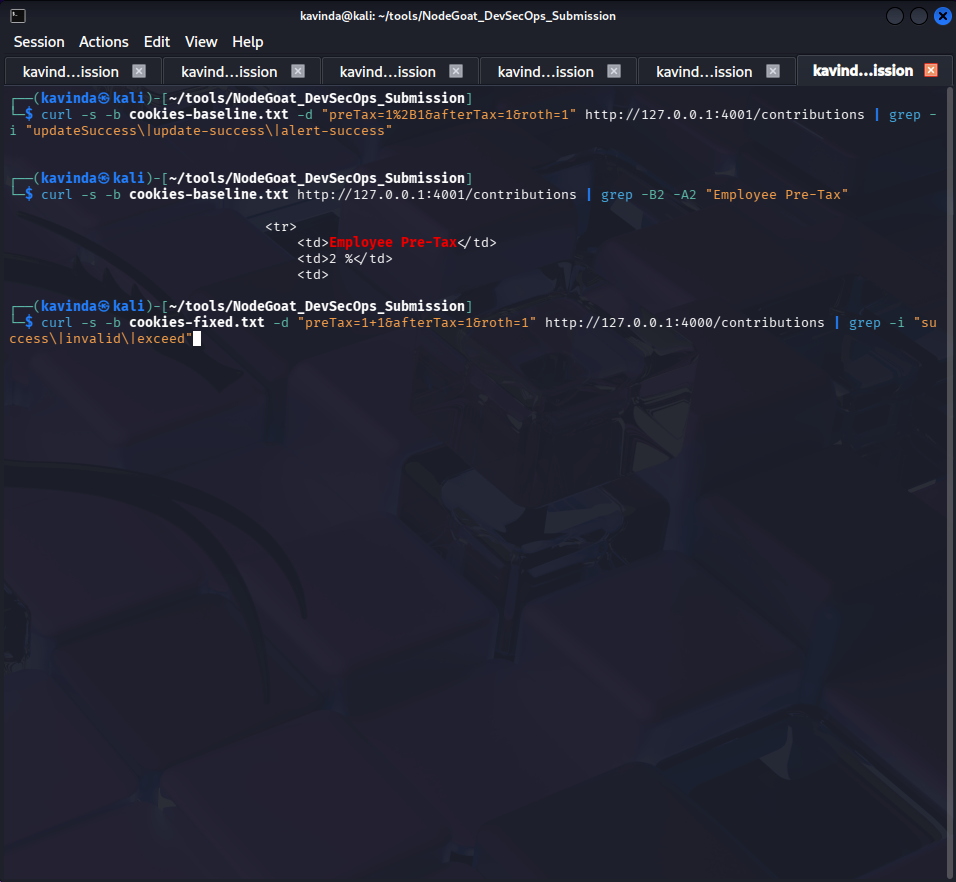 kavinda@kali: ~/tools/NodeGoat_DevSecOps_Submission
Session Actions Edit View Help
kavind...ission kavind...ission kavind...ission kavind...ission kavind...ission kavind...ission
┌──(kavinda㉿kali)-[~/tools/NodeGoat_DevSecOps_Submission]
└─$ curl -s -b cookies-baseline.txt -d "preTax=1%2B1&afterTax=1&roth=1" http://127.0.0.1:4001/contributions | grep -
i "updateSuccess\|update-success\|alert-success"
┌──(kavinda㉿kali)-[~/tools/NodeGoat_DevSecOps_Submission]
└─$ curl -s -b cookies-baseline.txt http://127.0.0.1:4001/contributions | grep -B2 -A2 "Employee Pre-Tax"
<tr>
<td>Employee Pre-Tax</td>
<td>2 %</td>
<td>
┌──(kavinda㉿kali)-[~/tools/NodeGoat_DevSecOps_Submission]
└─$ curl -s -b cookies-fixed.txt -d "preTax=1+1&afterTax=1&roth=1" http://127.0.0.1:4000/contributions | grep -i "su
ccess\|invalid\|exceed"